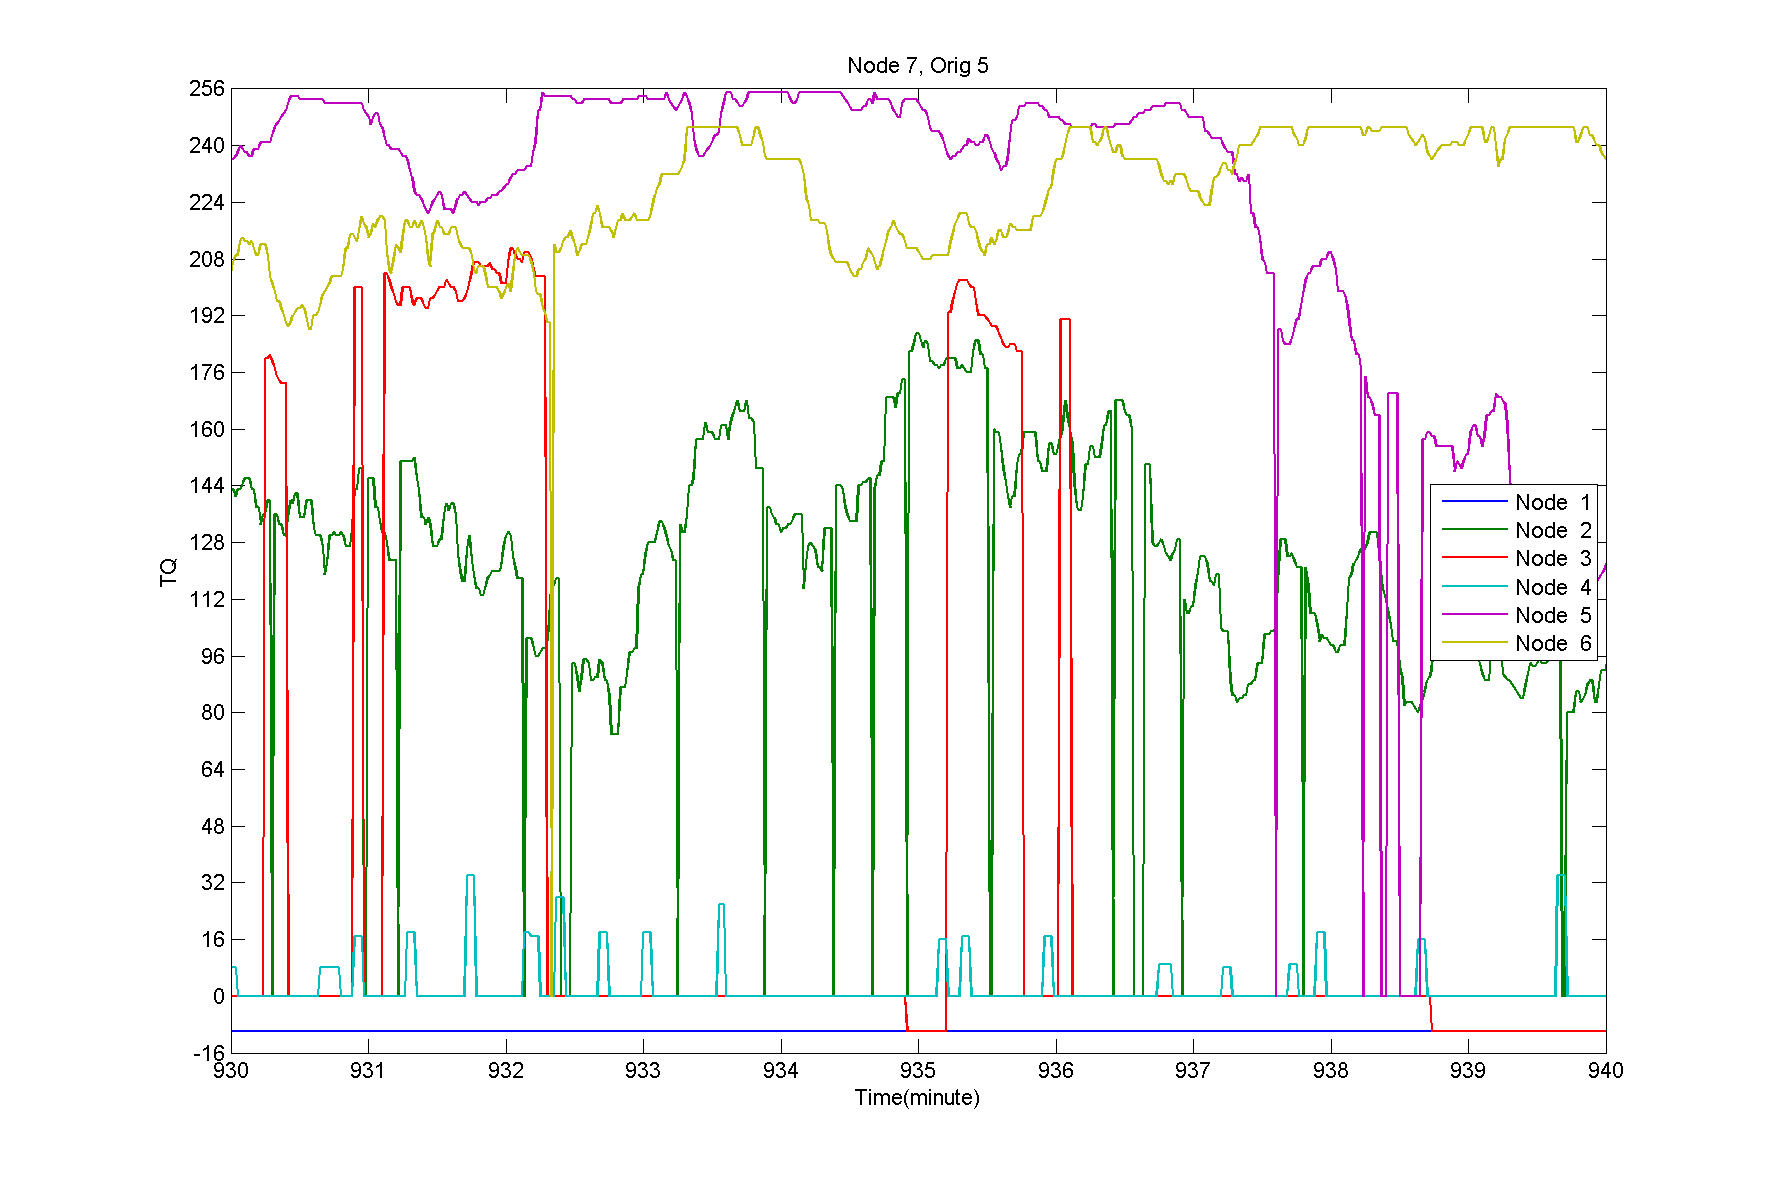 Node 7, Orig 5
256
240
224
208
192
176
160
144
128
112
96
80
64
48
32
16
0
-16
TQ
Node 1
Node 2
Node 3
Node 4
Node 5
Node 6
930 931 932 933 934 935 936 937 938 939 940
Time(minute)